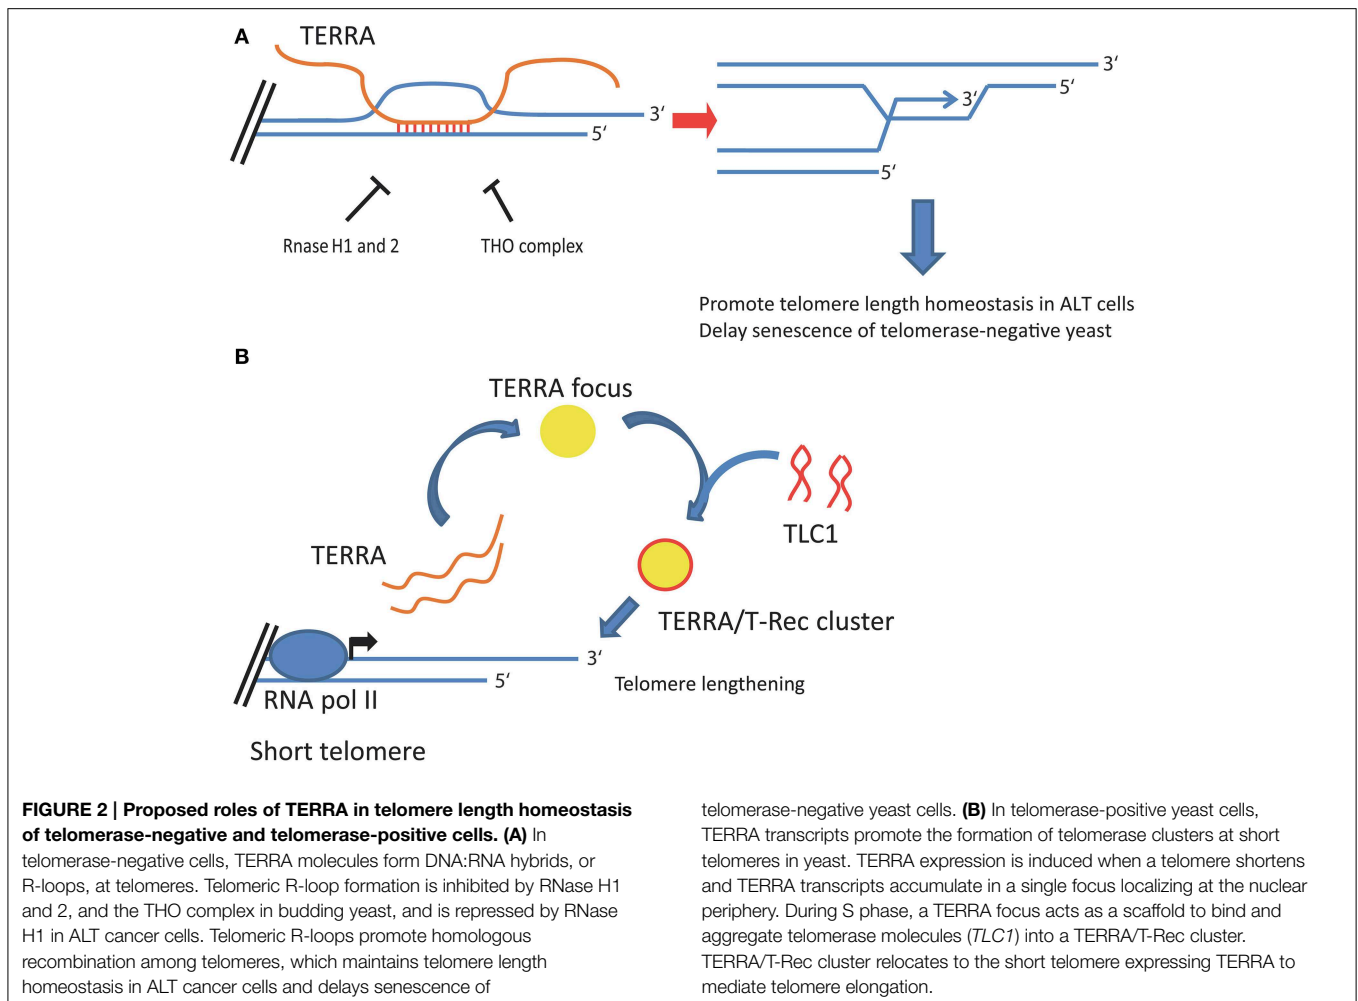 A
TERRA
3‘
5‘
Rnase H1 and 2
THO complex
3‘
5‘
3‘
5‘
Promote telomere length homeostasis in ALT cells
Delay senescence of telomerase-negative yeast
B
TERRA focus
TLC1
TERRA
TERRA/T-Rec cluster
3‘
5‘
Telomere lengthening
RNA pol II
Short telomere
FIGURE 2 | Proposed roles of TERRA in telomere length homeostasis
of telomerase-negative and telomerase-positive cells. (A) In
telomerase-negative cells, TERRA molecules form DNA:RNA hybrids, or
R-loops, at telomeres. Telomeric R-loop formation is inhibited by RNase H1
and 2, and the THO complex in budding yeast, and is repressed by RNase
H1 in ALT cancer cells. Telomeric R-loops promote homologous
recombination among telomeres, which maintains telomere length
homeostasis in ALT cancer cells and delays senescence of
telomerase-negative yeast cells. (B) In telomerase-positive yeast cells,
TERRA transcripts promote the formation of telomerase clusters at short
telomeres in yeast. TERRA expression is induced when a telomere shortens
and TERRA transcripts accumulate in a single focus localizing at the nuclear
periphery. During S phase, a TERRA focus acts as a scaffold to bind and
aggregate telomerase molecules (TLC1) into a TERRA/T-Rec cluster.
TERRA/T-Rec cluster relocates to the short telomere expressing TERRA to
mediate telomere elongation.